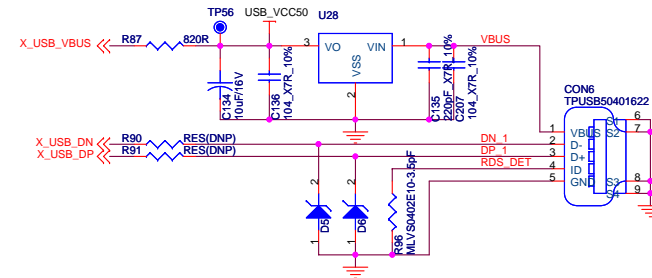 TP56
USB_VCC50
U28
X_USB_VBUS
R87
820R
3
VO
VIN
1
VBUS
VSS
2
C134
10uF/16V
C136
104_X7R_10%
C135
220pF_X7R_10%
C207
104_X7R_10%
CON6
TPUSB50401622
X_USB_DN
R90
RES(DNP)
DN_1
X_USB_DP
R91
RES(DNP)
DP_1
RDS_DET
1
2
3
4
5
VBUS
D-
D+
ID
GND
S1
S2
S3
S4
6
7
8
9
2
D5
1
2
D6
1
R96
MLVS0402E10-3.5pF